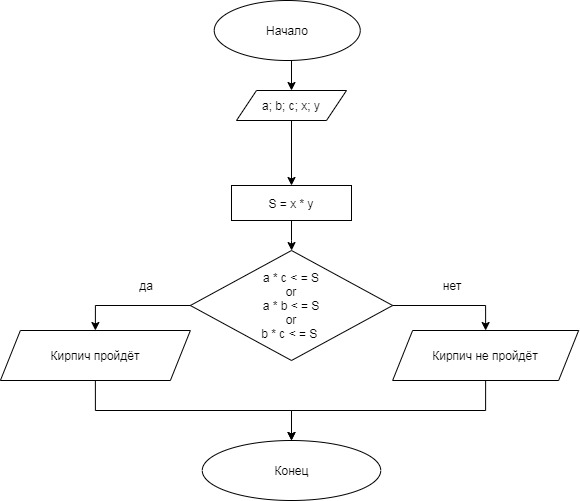 Начало
a; b; c; x; y
S = x * y
да
a * c < = S
or
a * b < = S
or
b * c < = S
нет
Кирпич пройдёт
Кирпич не пройдёт
Конец